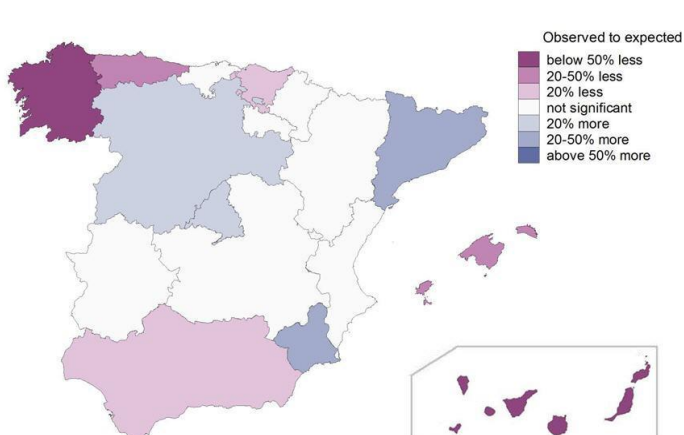 Observed to expected
below 50% less
20-50% less
20% less
not significant
20% more
20-50% more
above 50% more